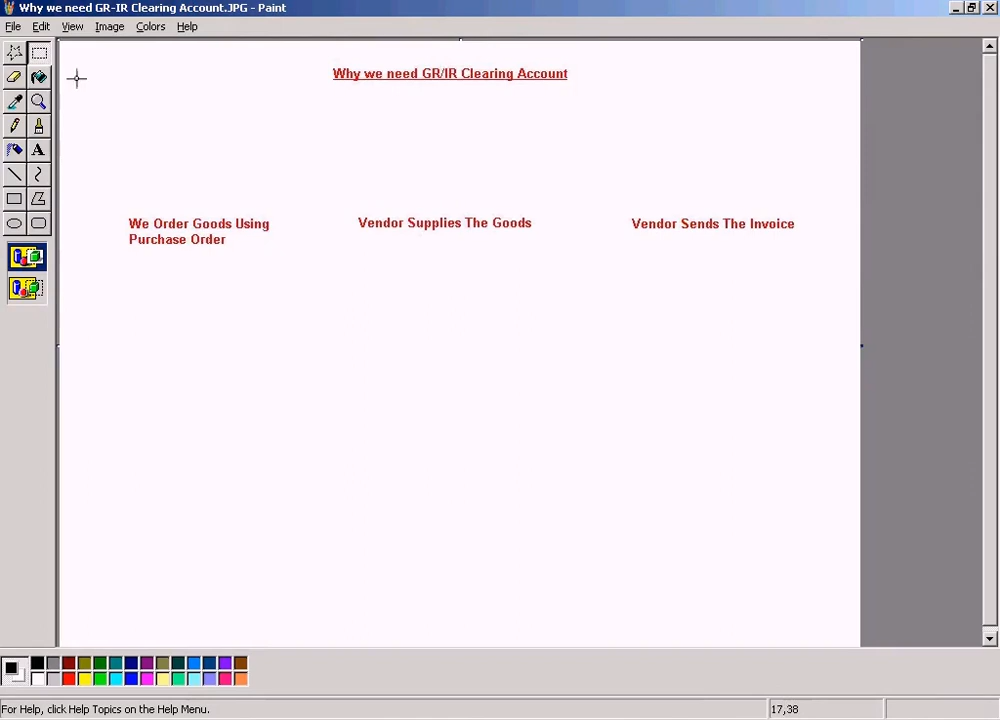 Why we need GR-IR Clearing Account.JPG - Paint
File Edit View Image Colors Help
Why we need GR/IR Clearing Account
We Order Goods Using
Purchase Order
Vendor Supplies The Goods
Vendor Sends The Invoice
A
For Help, click Help Topics on the Help Menu.
17,38